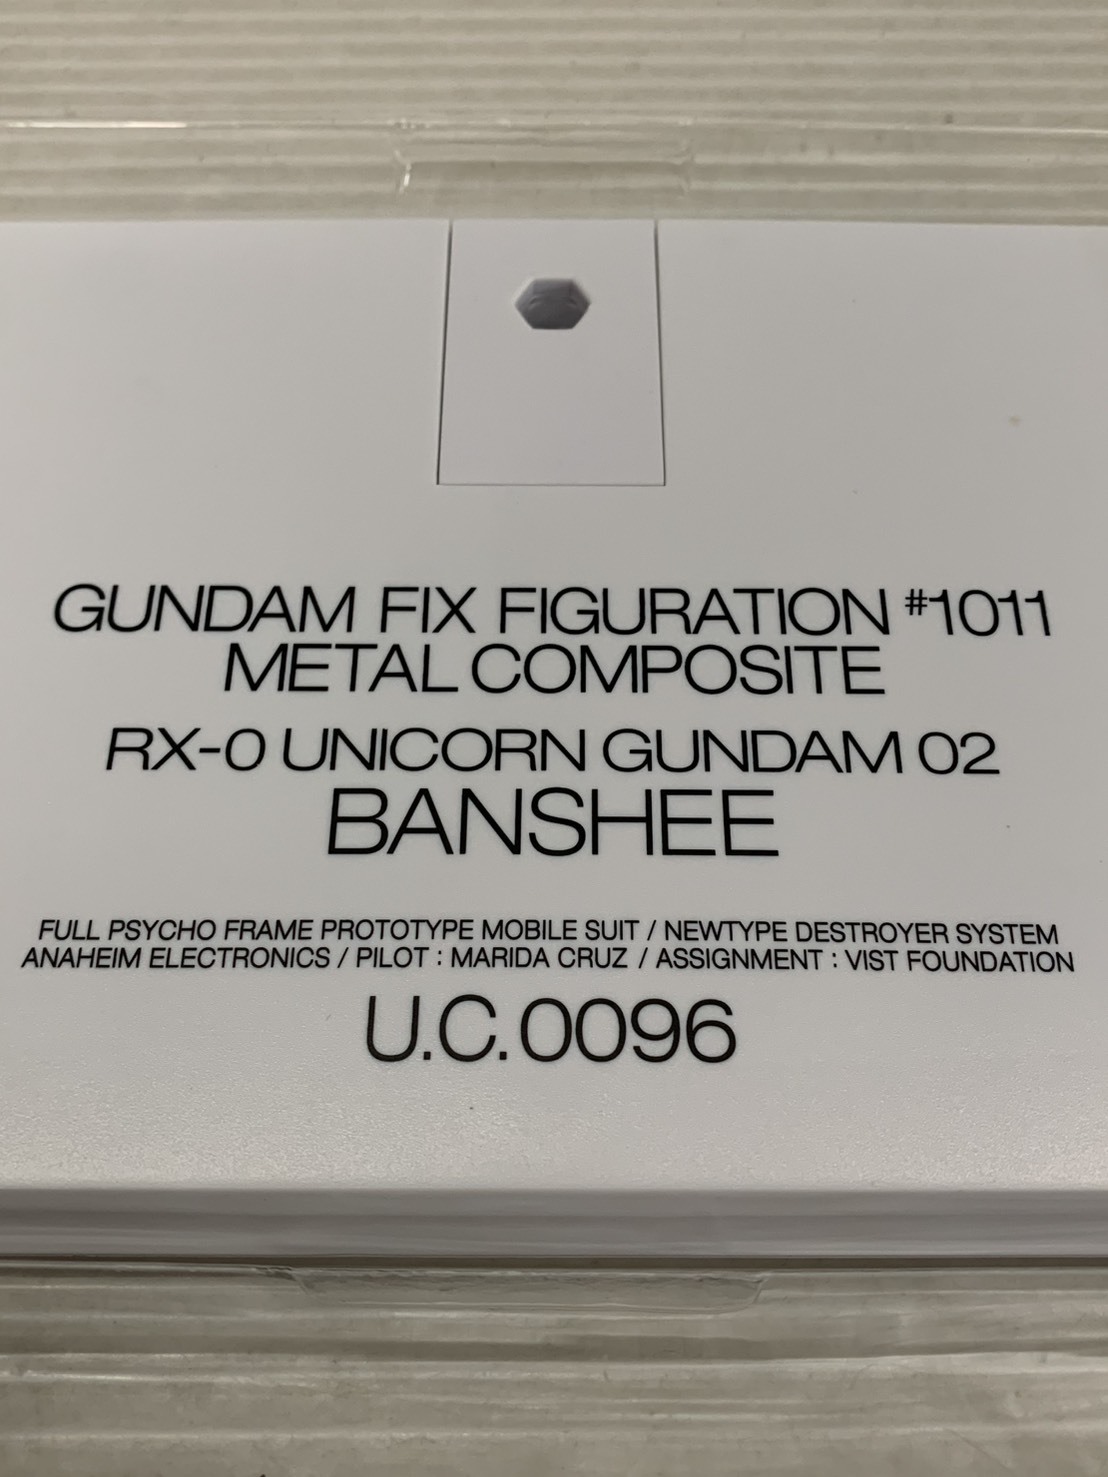 GUNDAM FIX FIGURATION #1011
METAL COMPOSITE
RX-0 UNICORN GUNDAM 02
BANSHEE
FULL PSYCHO FRAME PROTOTYPE MOBILE SUIT / NEWTYPE DESTROYER SYSTEM
ANAHEIM ELECTRONICS / PILOT : MARIDA CRUZ / ASSIGNMENT : VIST FOUNDATION
U.C.0096